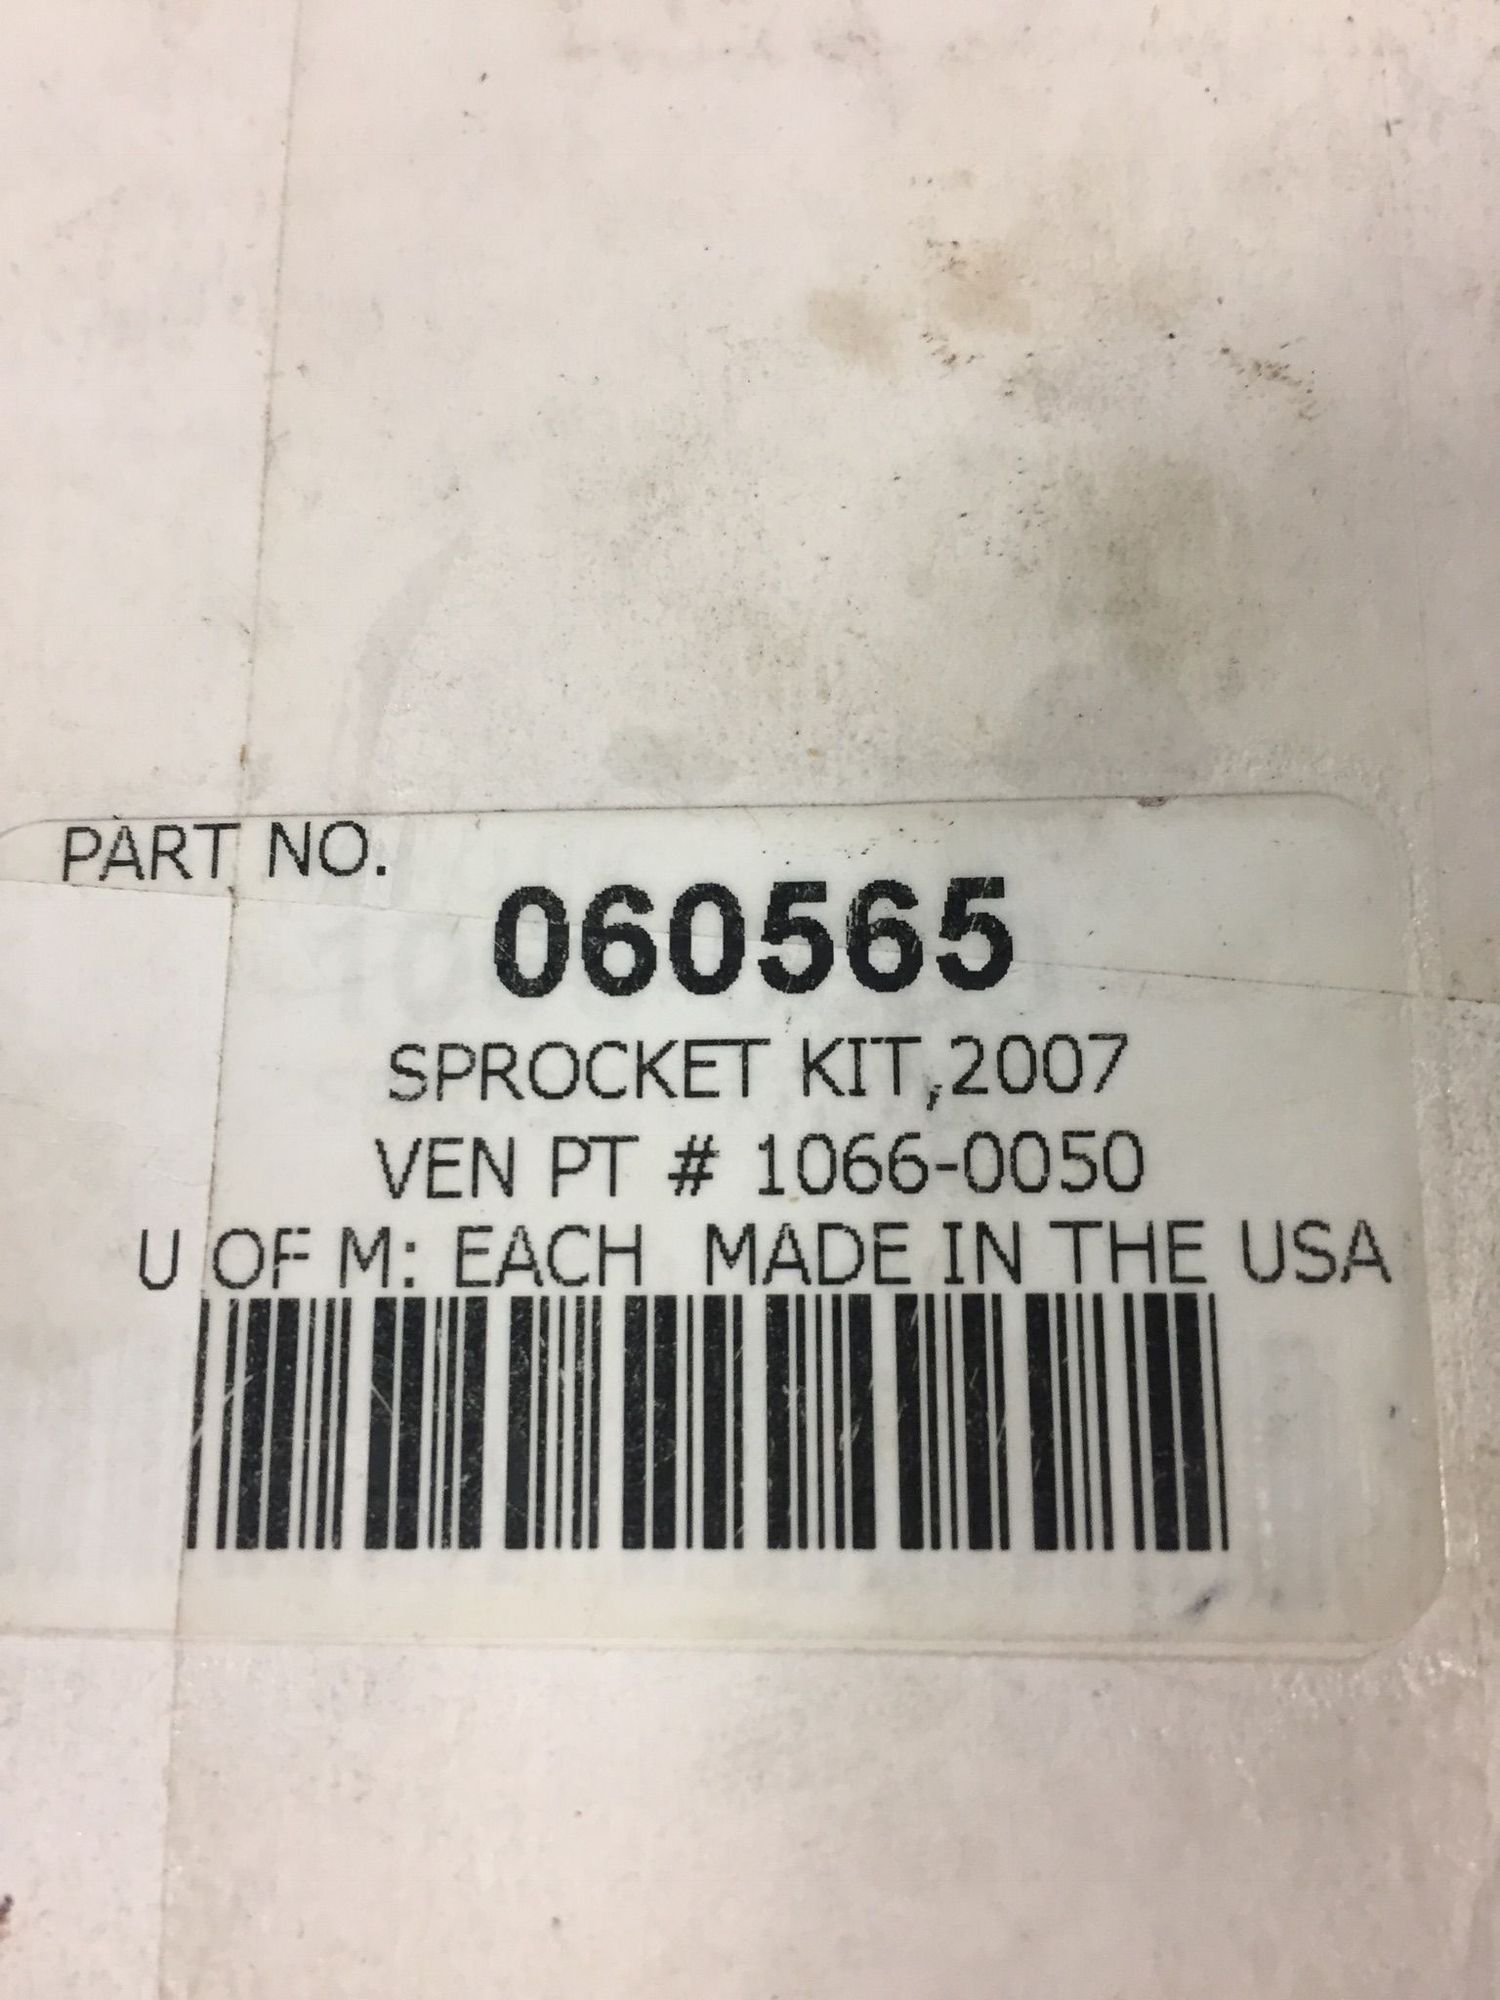 PART NO.
060565
SPROCKET KIT,2007
VEN PT # 1066-0050
U OF M: EACH MADE IN THE USA